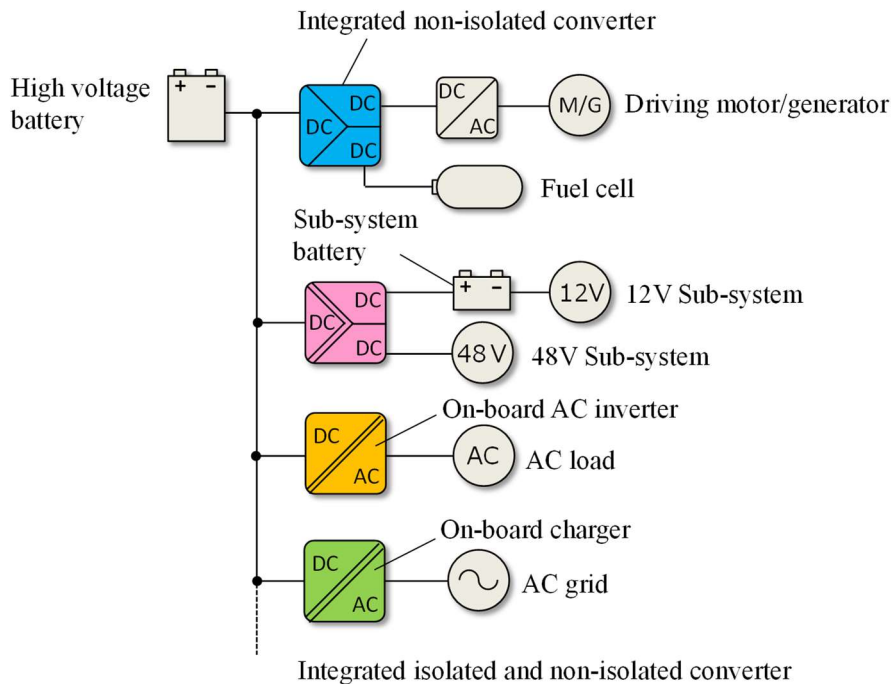 Integrated non-isolated converter
High voltage
battery
+ −
DC
DC
DC
DC
AC
M/G
Driving motor/generator
Fuel cell
Sub-system
battery
DC
DC
DC
+ −
12V
12V Sub-system
48 V
48V Sub-system
On-board AC inverter
DC
AC
AC
AC load
On-board charger
DC
AC
AC grid
Integrated isolated and non-isolated converter